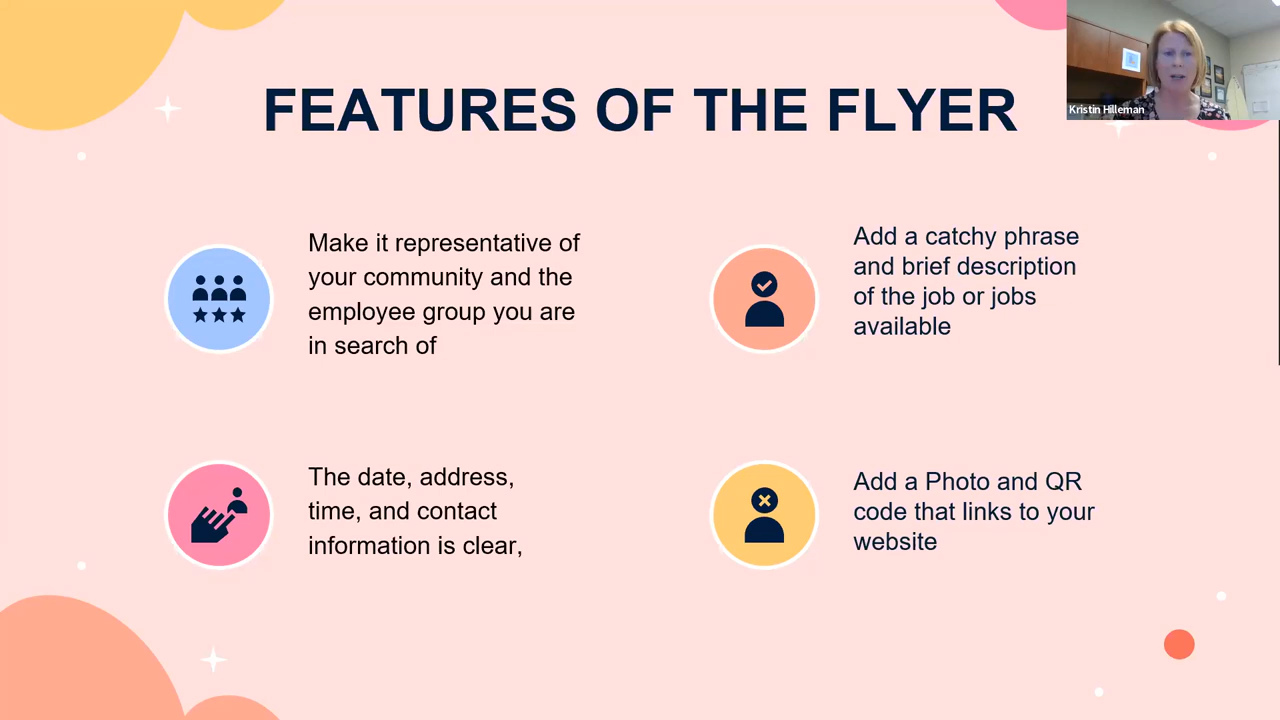 FEATURES OF THE FLYER
Kristin Hilleman
Make it representative of
your community and the
employee group you are
in search of
Add a catchy phrase
and brief description
of the job or jobs
available
The date, address,
time, and contact
information is clear,
Add a Photo and QR
code that links to your
website